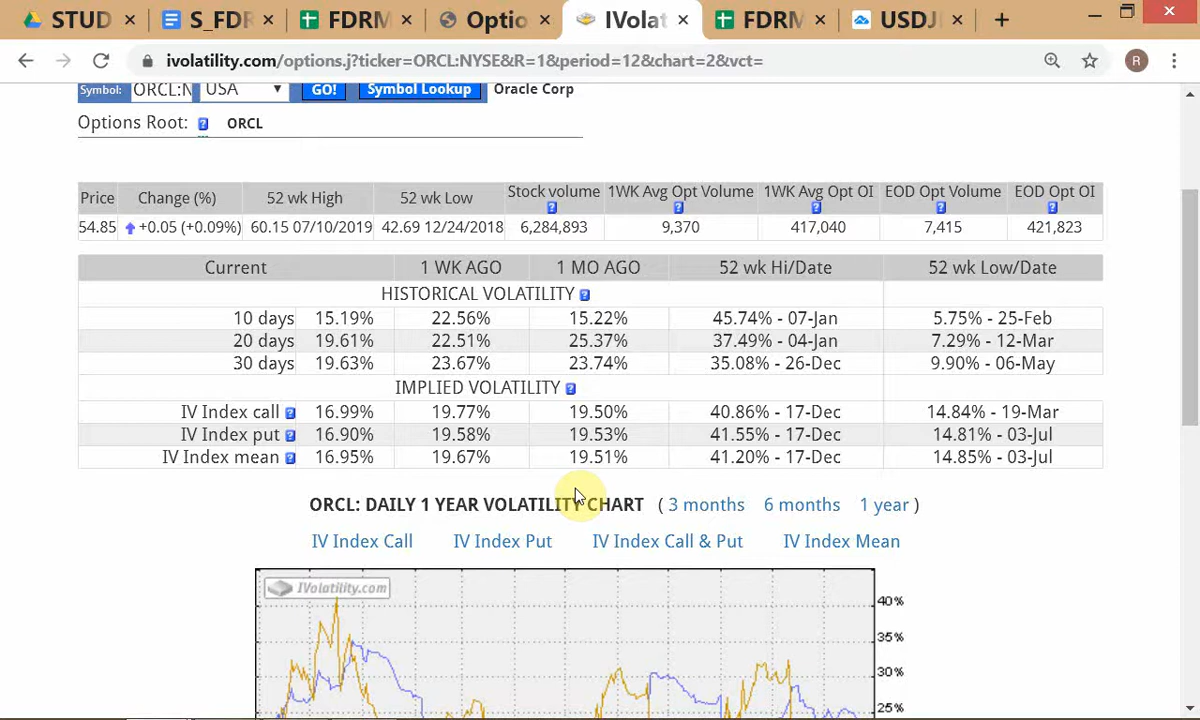 STUD × S_FDR × FDRM × Optio × IVolat × FDRM × USDJ × +
ivolatility.com/options.j?ticker=ORCL:NYSE&R=1&period=12&chart=2&vct= R
Symbol: ORCL:N USA GO! Symbol Lookup Oracle Corp
Options Root: ? ORCL
Price Change (%) 52 wk High 52 wk Low Stock volume ? 1WK Avg Opt Volume ? 1WK Avg Opt OI ? EOD Opt Volume ? EOD Opt OI ?
54.85 +0.05 (+0.09%) 60.15 07/10/2019 42.69 12/24/2018 6,284,893 9,370 417,040 7,415 421,823
Current 1 WK AGO 1 MO AGO 52 wk Hi/Date 52 wk Low/Date
HISTORICAL VOLATILITY ?
10 days 15.19% 22.56% 15.22% 45.74% - 07-Jan 5.75% - 25-Feb
20 days 19.61% 22.51% 25.37% 37.49% - 04-Jan 7.29% - 12-Mar
30 days 19.63% 23.67% 23.74% 35.08% - 26-Dec 9.90% - 06-May
IMPLIED VOLATILITY ?
IV Index call ? 16.99% 19.77% 19.50% 40.86% - 17-Dec 14.84% - 19-Mar
IV Index put ? 16.90% 19.58% 19.53% 41.55% - 17-Dec 14.81% - 03-Jul
IV Index mean ? 16.95% 19.67% 19.51% 41.20% - 17-Dec 14.85% - 03-Jul
ORCL: DAILY 1 YEAR VOLATILITY CHART ( 3 months 6 months 1 year )
IV Index Call IV Index Put IV Index Call & Put IV Index Mean
IVolatility.com
40%
35%
30%
25%